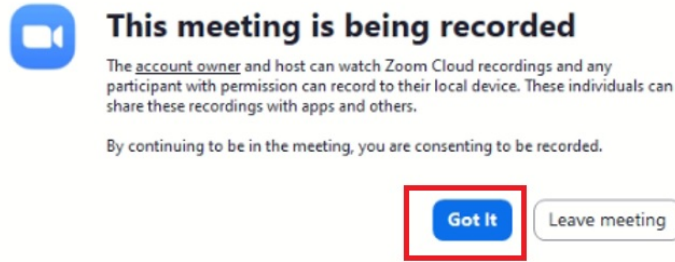 This meeting is being recorded
The account owner and host can watch Zoom Cloud recordings and any
participant with permission can record to their local device. These individuals can
share these recordings with apps and others.
By continuing to be in the meeting, you are consenting to be recorded.
Got It
Leave meeting